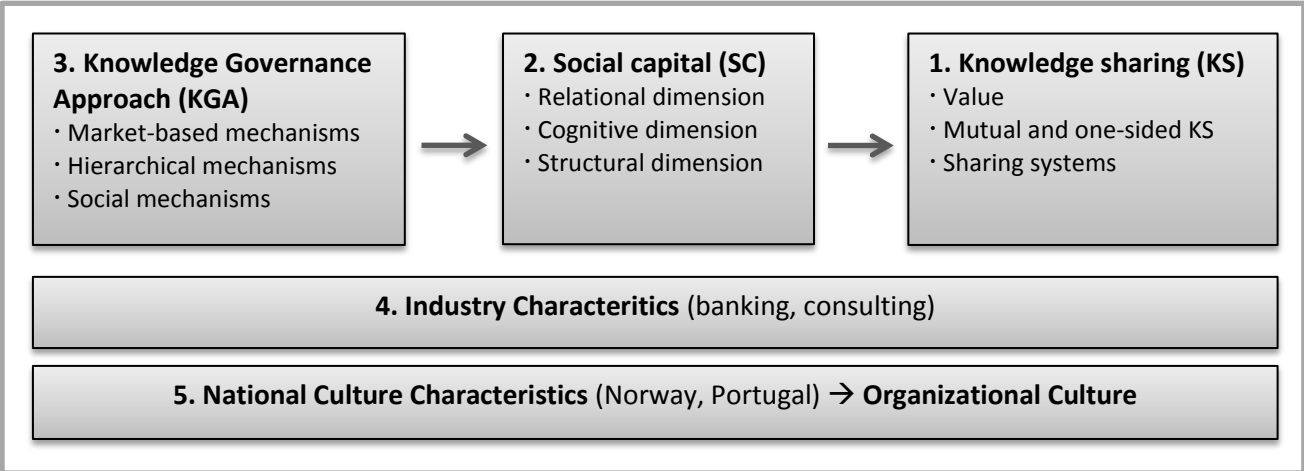 3. Knowledge Governance
Approach (KGA)
· Market-based mechanisms
· Hierarchical mechanisms
· Social mechanisms
2. Social capital (SC)
· Relational dimension
· Cognitive dimension
· Structural dimension
1. Knowledge sharing (KS)
· Value
· Mutual and one-sided KS
· Sharing systems
4. Industry Characteritics (banking, consulting)
5. National Culture Characteristics (Norway, Portugal) → Organizational Culture